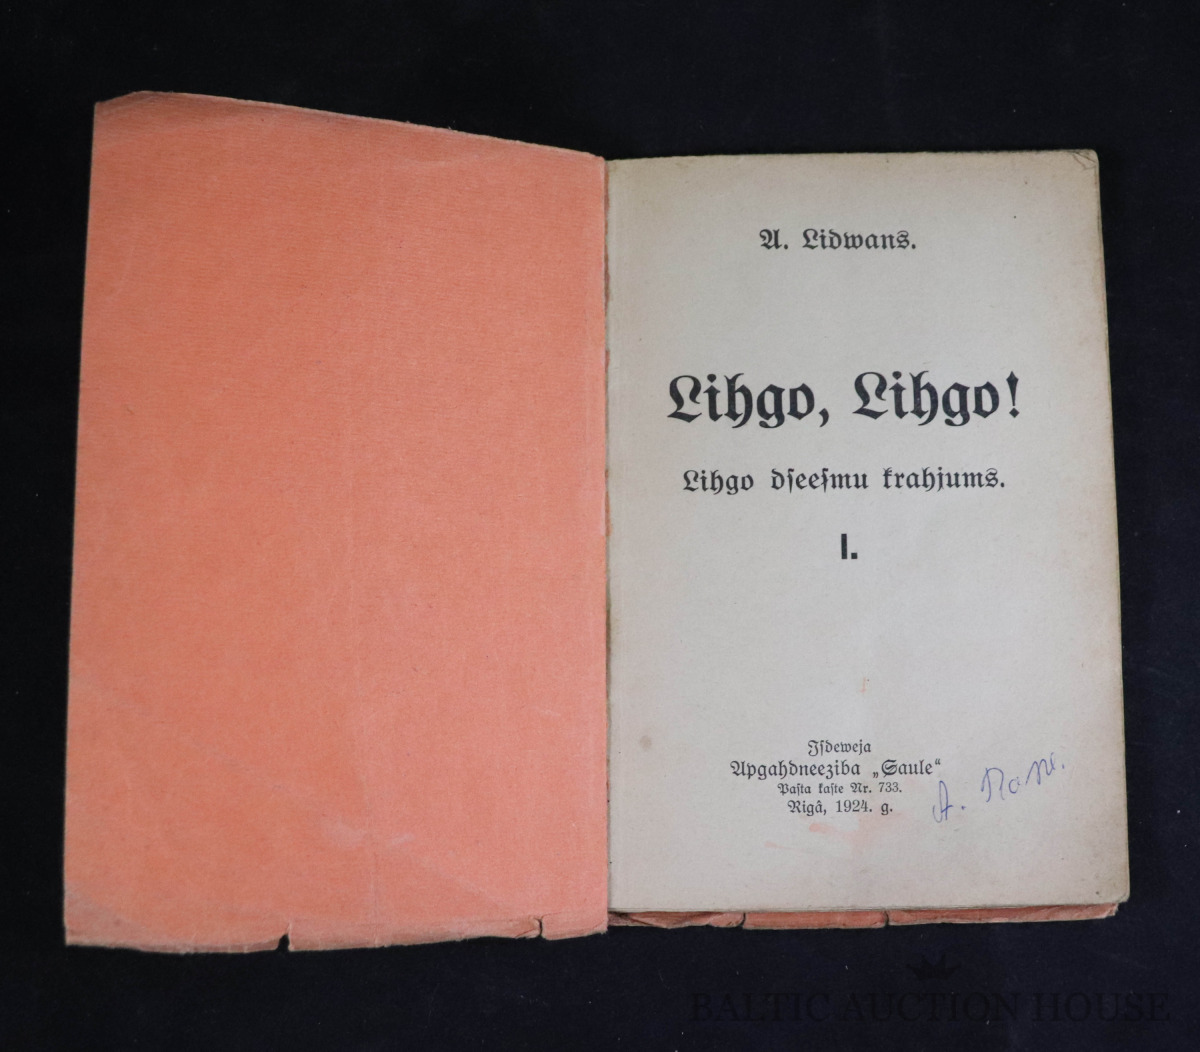 A. Lidwans.
Lihgo, Lihgo!
Lihgo dſeeſmu krahjums.
I.
Iſdeweja
Apgahdneeziba „Saule“
Paſta kaſte Nr. 733.
Rigâ, 1924. g.
A.
BALTIC AUCTION HOUSE